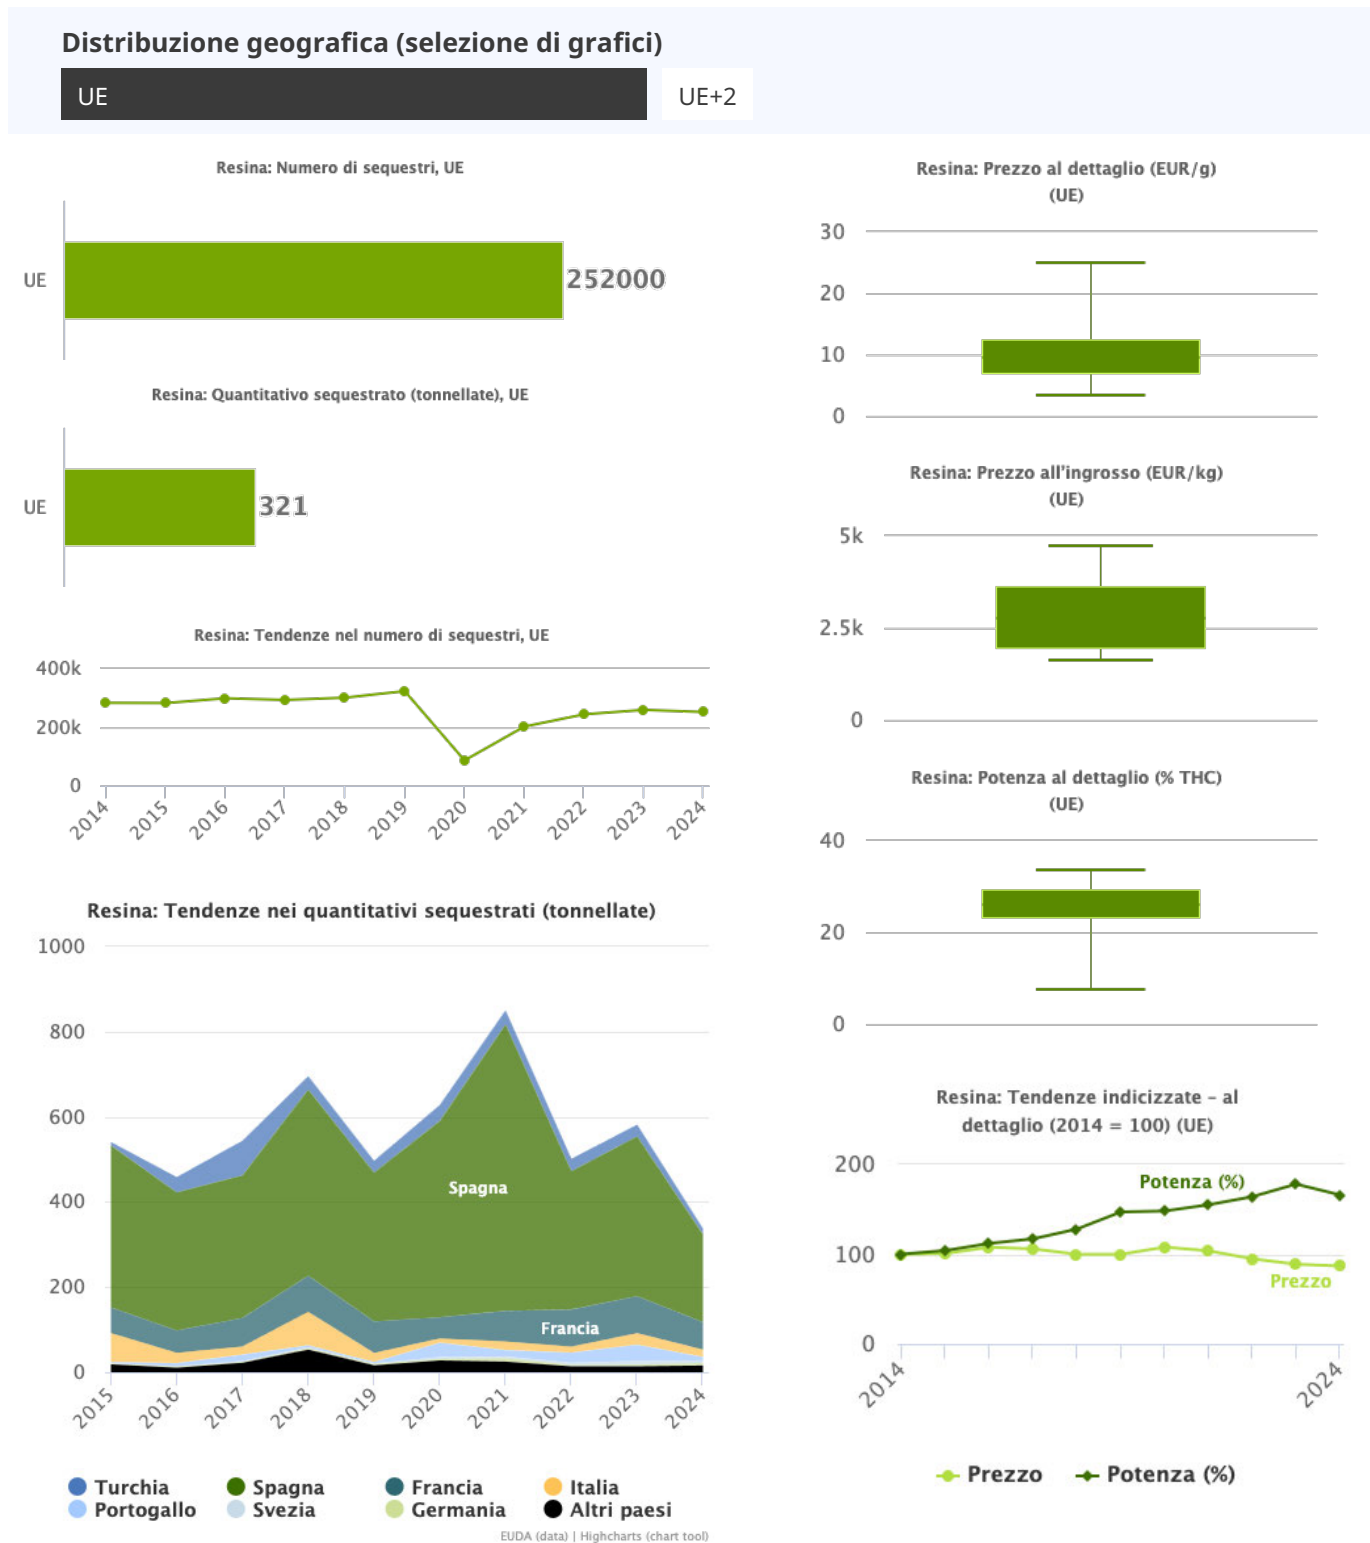 Distribuzione geografica (selezione di grafici)
UE
UE+2
Resina: Numero di sequestri, UE
UE
252000
Resina: Quantitativo sequestrato (tonnellate), UE
UE
321
Resina: Tendenze nel numero di sequestri, UE
400k
200k
0
2014
2015
2016
2017
2018
2019
2020
2021
2022
2023
2024
Resina: Tendenze nei quantitativi sequestrati (tonnellate)
1000
800
600
400
200
0
Spagna
Francia
2015
2016
2017
2018
2019
2020
2021
2022
2023
2024
Turchia
Spagna
Francia
Italia
Portogallo
Svezia
Germania
Altri paesi
EUDA (data) | Highcharts (chart tool)
Resina: Prezzo al dettaglio (EUR/g)
(UE)
30
20
10
0
Resina: Prezzo all'ingrosso (EUR/kg)
(UE)
5k
2.5k
0
Resina: Potenza al dettaglio (% THC)
(UE)
40
20
0
Resina: Tendenze indicizzate – al
dettaglio (2014 = 100) (UE)
200
100
0
Potenza (%)
Prezzo
2014
2024
Prezzo
Potenza (%)